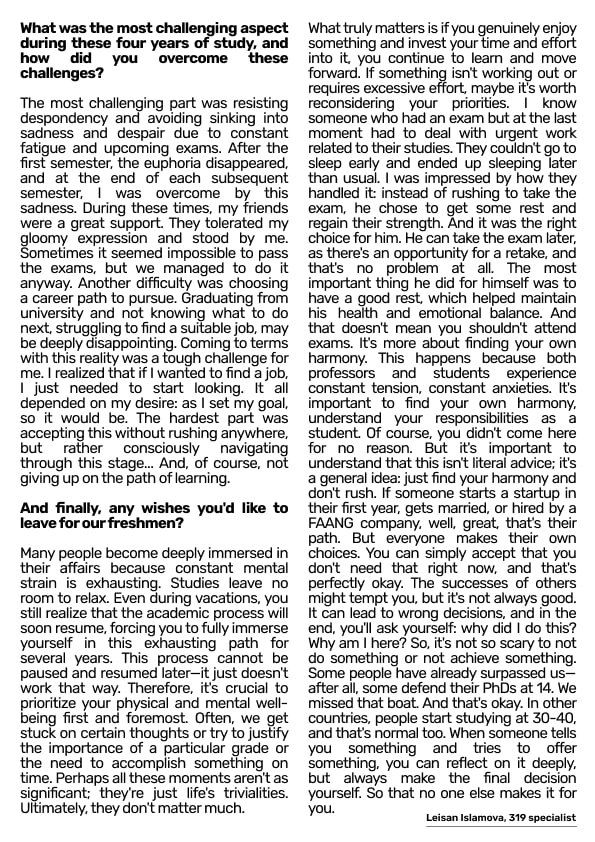 What was the most challenging aspect
during these four years of study, and
how did you overcome these
challenges?
The most challenging part was resisting
despondency and avoiding sinking into
sadness and despair due to constant
fatigue and upcoming exams. After the
first semester, the euphoria disappeared,
and at the end of each subsequent
semester, I was overcome by this
sadness. During these times, my friends
were a great support. They tolerated my
gloomy expression and stood by me.
Sometimes it seemed impossible to pass
the exams, but we managed to do it
anyway. Another difficulty was choosing
a career path to pursue. Graduating from
university and not knowing what to do
next, struggling to find a suitable job, may
be deeply disappointing. Coming to terms
with this reality was a tough challenge for
me. I realized that if I wanted to find a job,
I just needed to start looking. It all
depended on my desire: as I set my goal,
so it would be. The hardest part was
accepting this without rushing anywhere,
but rather consciously navigating
through this stage... And, of course, not
giving up on the path of learning.
And finally, any wishes you'd like to
leave for our freshmen?
Many people become deeply immersed in
their affairs because constant mental
strain is exhausting. Studies leave no
room to relax. Even during vacations, you
still realize that the academic process will
soon resume, forcing you to fully immerse
yourself in this exhausting path for
several years. This process cannot be
paused and resumed later—it just doesn't
work that way. Therefore, it's crucial to
prioritize your physical and mental well-
being first and foremost. Often, we get
stuck on certain thoughts or try to justify
the importance of a particular grade or
the need to accomplish something on
time. Perhaps all these moments aren't as
significant; they're just life's trivialities.
Ultimately, they don't matter much.
What truly matters is if you genuinely enjoy
something and invest your time and effort
into it, you continue to learn and move
forward. If something isn't working out or
requires excessive effort, maybe it's worth
reconsidering your priorities. I know
someone who had an exam but at the last
moment had to deal with urgent work
related to their studies. They couldn't go to
sleep early and ended up sleeping later
than usual. I was impressed by how they
handled it: instead of rushing to take the
exam, he chose to get some rest and
regain their strength. And it was the right
choice for him. He can take the exam later,
as there's an opportunity for a retake, and
that's no problem at all. The most
important thing he did for himself was to
have a good rest, which helped maintain
his health and emotional balance. And
that doesn't mean you shouldn't attend
exams. It's more about finding your own
harmony. This happens because both
professors and students experience
constant tension, constant anxieties. It's
important to find your own harmony,
understand your responsibilities as a
student. Of course, you didn't come here
for no reason. But it's important to
understand that this isn't literal advice; it's
a general idea: just find your harmony and
don't rush. If someone starts a startup in
their first year, gets married, or hired by a
FAANG company, well, great, that's their
path. But everyone makes their own
choices. You can simply accept that you
don't need that right now, and that's
perfectly okay. The successes of others
might tempt you, but it's not always good.
It can lead to wrong decisions, and in the
end, you'll ask yourself: why did I do this?
Why am I here? So, it's not so scary to not
do something or not achieve something.
Some people have already surpassed us—
after all, some defend their PhDs at 14. We
missed that boat. And that's okay. In other
countries, people start studying at 30-40,
and that's normal too. When someone tells
you something and tries to offer
something, you can reflect on it deeply,
but always make the final decision
yourself. So that no one else makes it for
you.
Leisan Islamova, 319 specialist